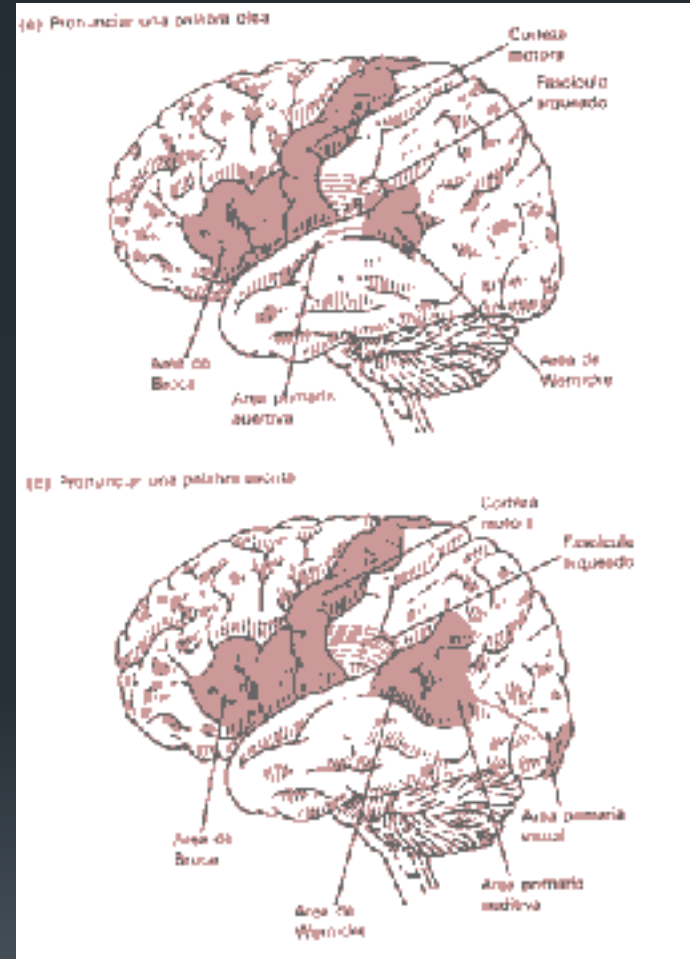 (a) Pronunciar una palabra oída
Corteza
motora
Fascículo
arqueado
Área de
Broca
Área primaria
auditiva
Área de
Wernicke
Pronunciar una palabra escrita
Corteza
motora
Fascículo
arqueado
Área primaria
visual
Área de
Broca
Área primaria
auditiva
Área de
Wernicke